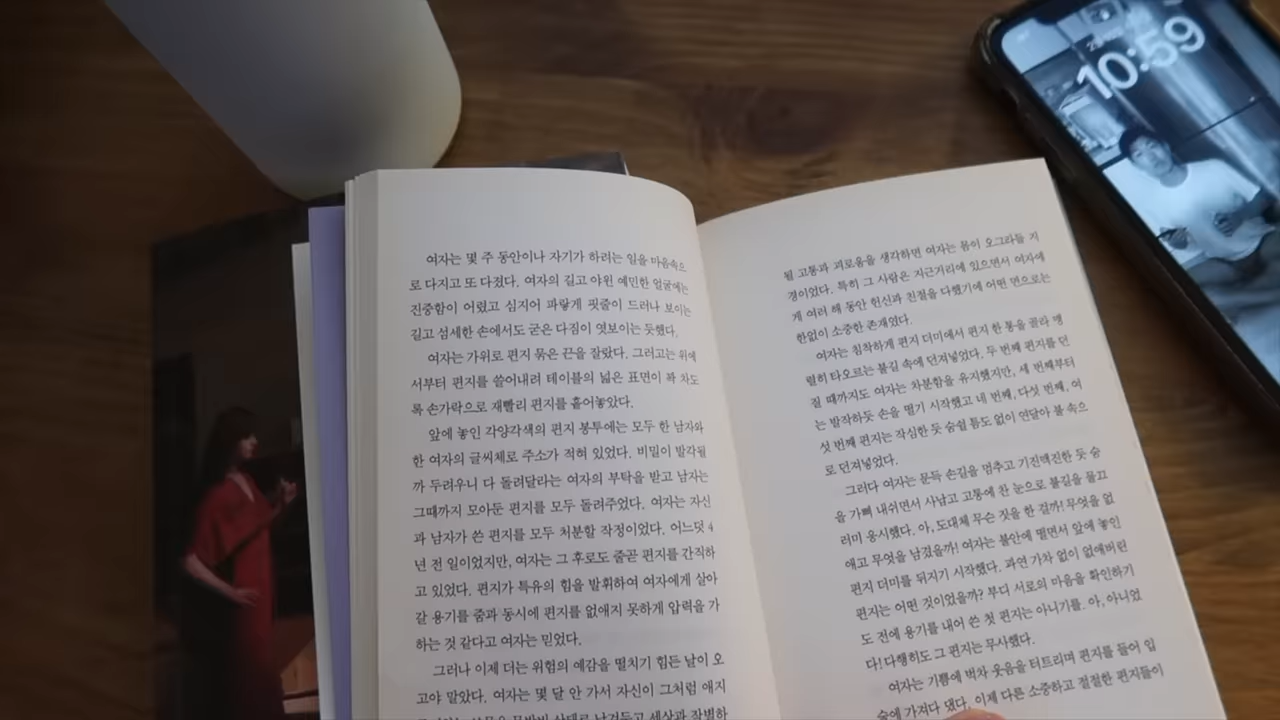 여자는 몇 주 동안이나 자기가 하려는 일을 마음속으
로 다지고 또 다졌다. 여자의 길고 야윈 예민한 얼굴에는
진중함이 어렸고 심지어 파랗게 핏줄이 드러나 보이는
길고 섬세한 손에서도 굳은 다짐이 엿보이는 듯했다.
여자는 가위로 편지 묶은 끈을 잘랐다. 그러고는 위에
서부터 편지를 쓸어내려 테이블의 넓은 표면이 꽉 차도
록 손가락으로 재빨리 편지를 흩어놓았다.
앞에 놓인 각양각색의 편지 봉투에는 모두 한 남자와
한 여자의 글씨체로 주소가 적혀 있었다. 비밀이 발각될
까 두려우니 다 돌려달라는 여자의 부탁을 받고 남자는
그때까지 모아둔 편지를 모두 돌려주었다. 여자는 자신
과 남자가 쓴 편지를 모두 처분할 작정이었다. 어느덧 4
년 전 일이었지만, 여자는 그 후로도 줄곧 편지를 간직하
고 있었다. 편지가 특유의 힘을 발휘하여 여자에게 살아
갈 용기를 줌과 동시에 편지를 없애지 못하게 압력을 가
하는 것 같다고 여자는 믿었다.
그러나 이제 더는 위험의 예감을 떨치기 힘든 날이 오
고야 말았다. 여자는 몇 달 안 가서 자신이 그처럼 애지
될 고통과 괴로움을 생각하면 여자는 몸이 오그라들 지
경이었다. 특히 그 사람은 지근거리에 있으면서 여자에
게 여러 해 동안 헌신과 친절을 다했기에 어떤 면으로는
한없이 소중한 존재였다.
여자는 침착하게 편지 더미에서 편지 한 통을 골라 맹
렬히 타오르는 불길 속에 던져넣었다. 두 번째 편지를 던
질 때까지도 여자는 차분함을 유지했지만, 세 번째부터
는 발작하듯 손을 떨기 시작했고 네 번째, 다섯 번째, 여
섯 번째 편지는 작심한 듯 숨쉴 틈도 없이 연달아 불 속으
로 던져넣었다.
그러다 여자는 문득 손길을 멈추고 기진맥진한 듯 숨
을 가삐 내쉬면서 사납고 고통에 찬 눈으로 불길을 물끄
러미 응시했다. 아, 도대체 무슨 짓을 한 걸까! 무엇을 없
애고 무엇을 남겼을까! 여자는 불안에 떨면서 앞에 놓인
편지 더미를 뒤지기 시작했다. 과연 가차 없이 없애버린
편지는 어떤 것이었을까? 부디 서로의 마음을 확인하기
도 전에 용기를 내어 쓴 첫 편지는 아니기를. 아, 아니었
다! 다행히도 그 편지는 무사했다.
여자는 기쁨에 벅차 웃음을 터트리며 편지를 들어 입
술에 가져다 댔다. 이제 다른 소중하고 절절한 편지들이
10:59